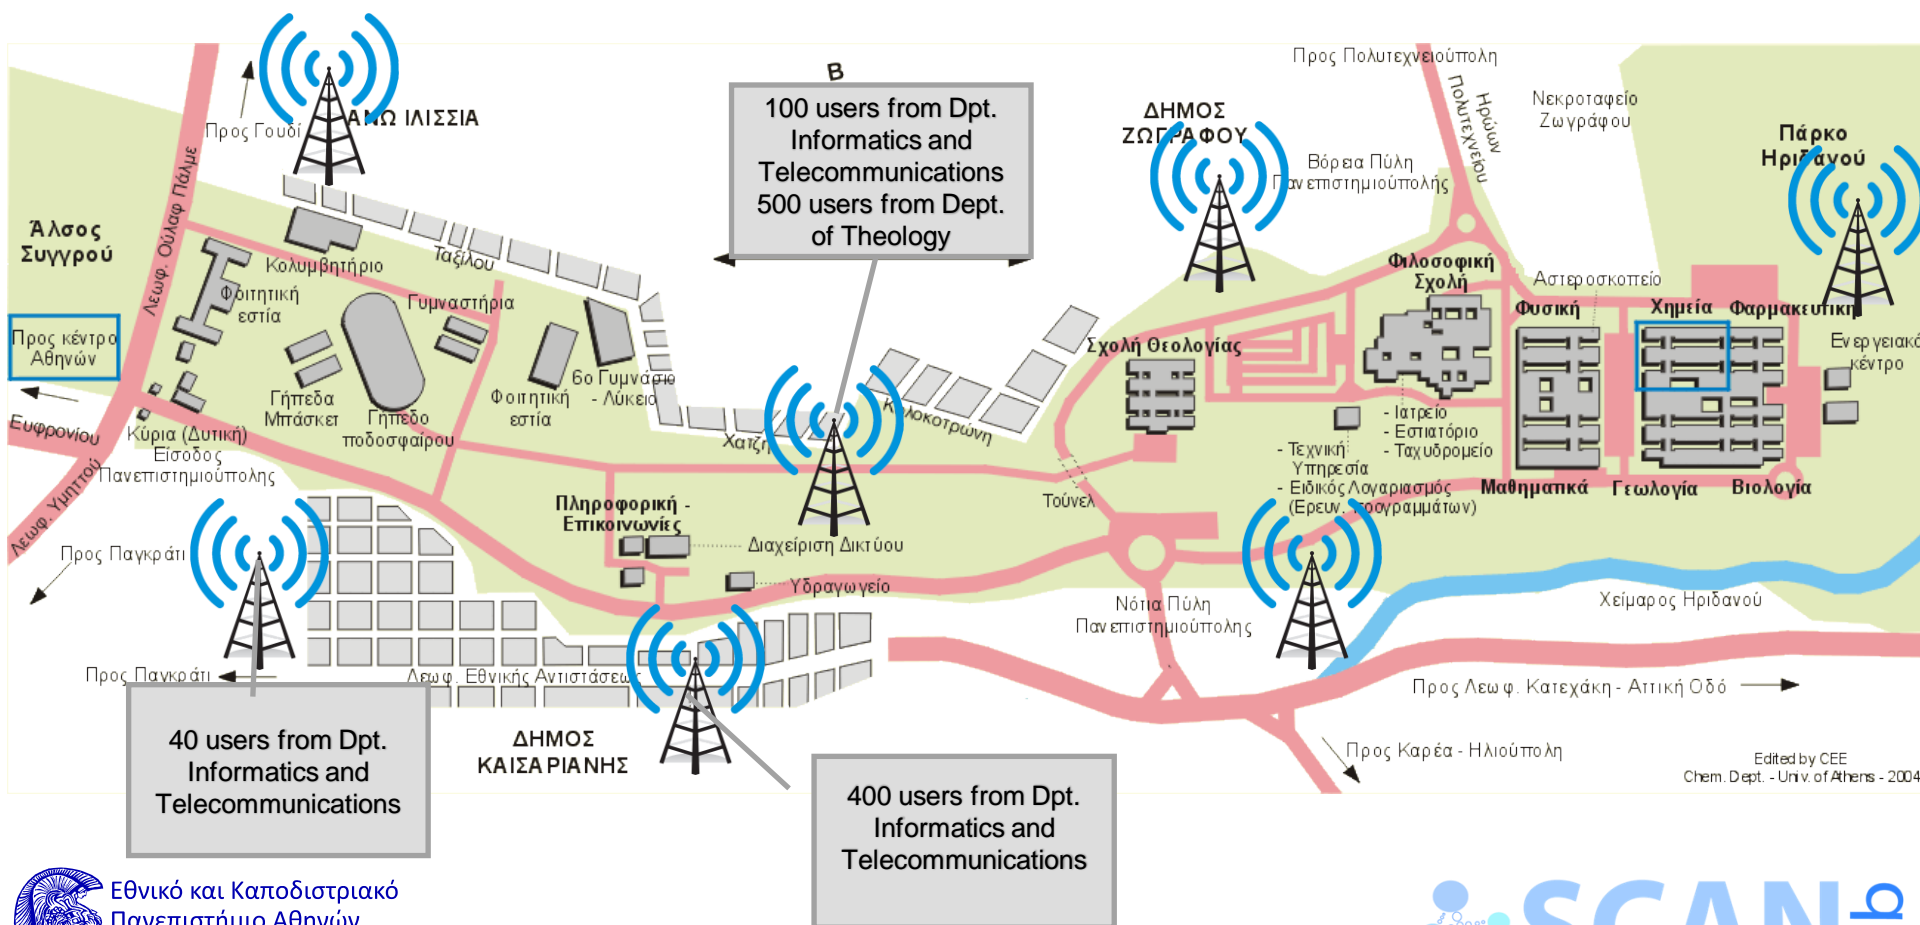 B
100 users from Dpt.
Informatics and
Telecommunications
500 users from Dept.
of Theology
Προς Γουδί
ΑΝΩ ΙΛΙΣΣΙΑ
Λεωφ. Ούλαφ Πάλμε
Άλσος
Συγγρού
Προς κέντρο
Αθηνών
Ευφρονίου
Λεωφ. Υμηττού
Κολυμβητήριο
Ταξίλου
Φοιτητική
εστία
Γυμναστήρια
Γήπεδα
Μπάσκετ
Γήπεδο
ποδοσφαίρου
Φοιτητική
εστία
6ο Γυμνάσιο
- Λύκειο
Κύρια (Δυτική)
Είσοδος
Πανεπιστημιούπολης
Χατζη
Κολοκοτρώνη
Πληροφορική -
Επικοινωνίες
Διαχείριση Δικτύου
Υδραγωγείο
Προς Παγκράτι
Προς Παγκράτι
Λεωφ. Εθνικής Αντιστάσεως
ΔΗΜΟΣ
ΚΑΙΣΑΡΙΑΝΗΣ
40 users from Dpt.
Informatics and
Telecommunications
400 users from Dpt.
Informatics and
Telecommunications
Προς Πολυτεχνειούπολη
Ηρώων
Πολυτεχνείου
ΔΗΜΟΣ
ΖΩΓΡΑΦΟΥ
Βόρεια Πύλη
Πανεπιστημιούπολής
Νεκροταφείο
Ζωγράφου
Πάρκο
Ηριδανού
Σχολή Θεολογίας
Φιλοσοφική
Σχολή
Αστεροσκοπείο
Φυσική
Χημεία
Φαρμακευτική
Ενεργειακό
κέντρο
- Ιατρείο
- Εστιατόριο
- Ταχυδρομείο
- Τεχνική
Υπηρεσία
- Ειδικός Λογαριασμός
(Ερευν. προγραμμάτων)
Μαθηματικά
Γεωλογία
Βιολογία
Τούνελ
Νότια Πύλη
Πανεπιστημιούπολης
Χείμαρος Ηριδανού
Προς Λεωφ. Κατεχάκη - Αττική Οδό
Προς Καρέα - Ηλιούπολη
Edited by CEE
Chem. Dept. - Univ. of Athens - 2004
Εθνικό και Καποδιστριακό
Πανεπιστήμιο Αθηνών
SCAN